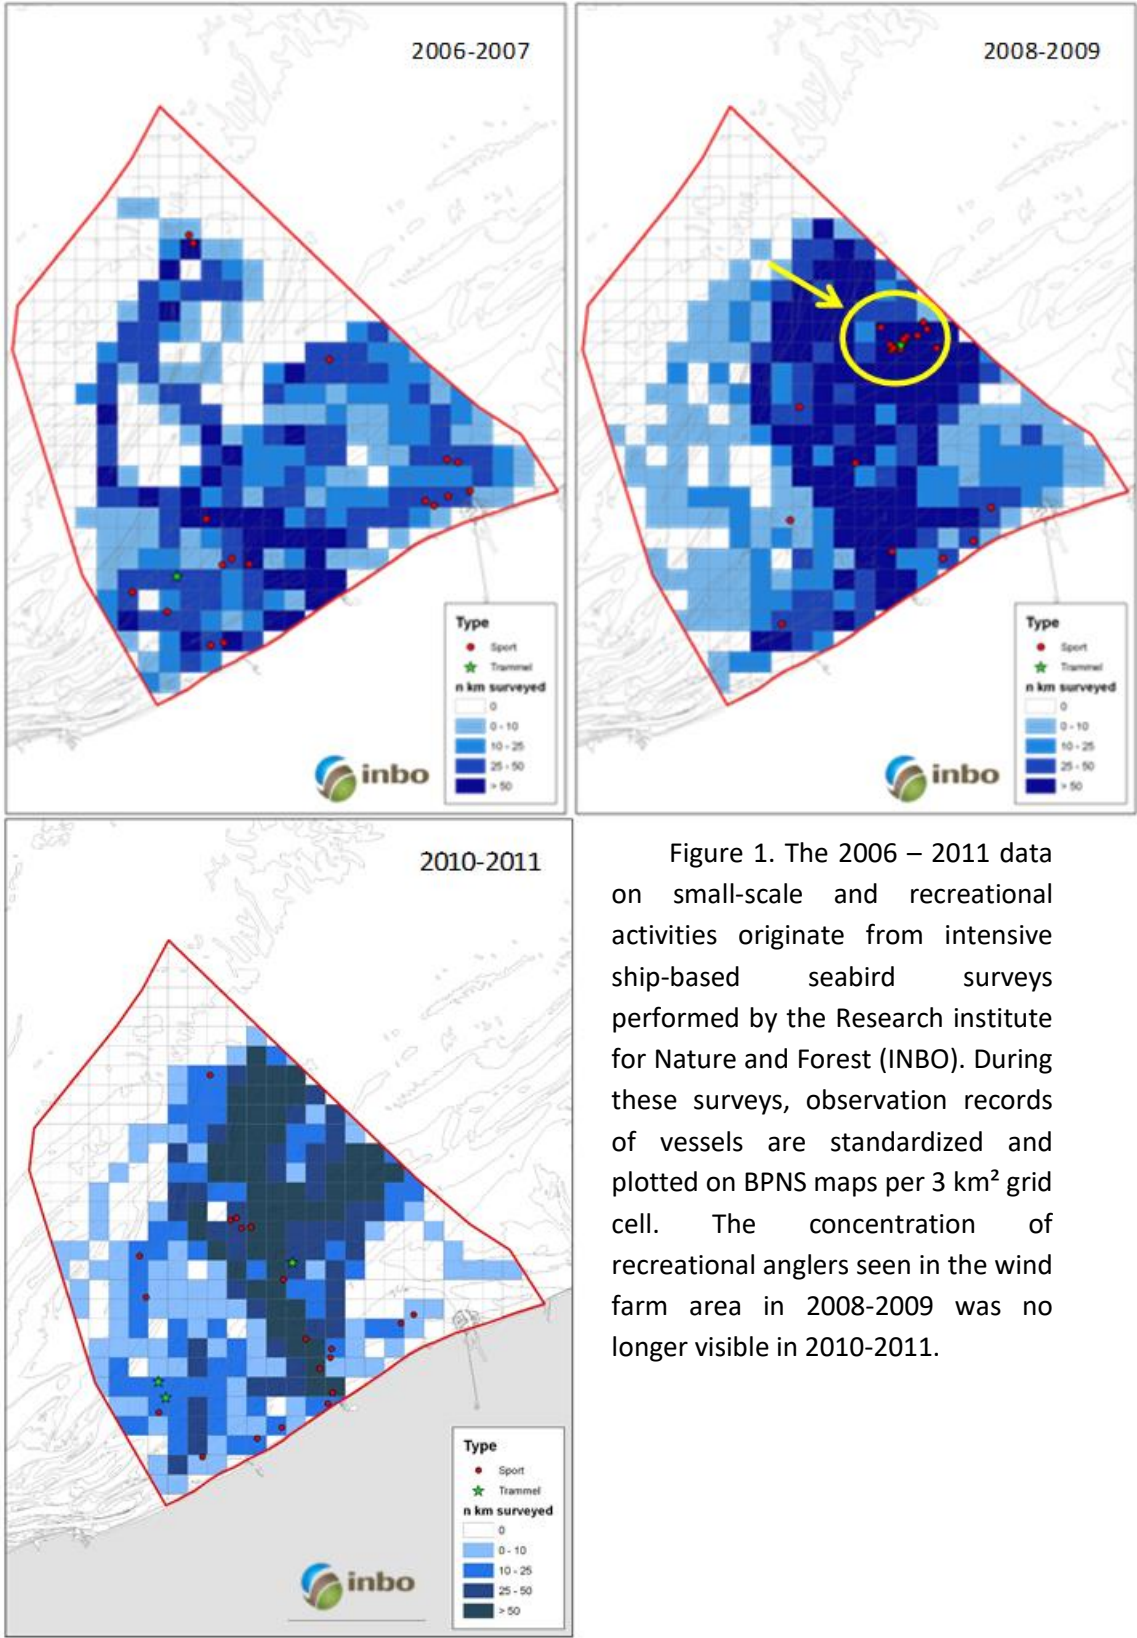 2006-2007
Type
Sport
Trammel
n km surveyed
0
0 - 10
10 - 25
25 - 50
> 50
inbo
2008-2009
Type
Sport
Trammel
n km surveyed
0
0 - 10
10 - 25
25 - 50
> 50
inbo
2010-2011
Type
Sport
Trammel
n km surveyed
0
0 - 10
10 - 25
25 - 50
> 50
inbo
Figure 1. The 2006 – 2011 data
on small-scale and recreational
activities originate from intensive
ship-based seabird surveys
performed by the Research institute
for Nature and Forest (INBO). During
these surveys, observation records
of vessels are standardized and
plotted on BPNS maps per 3 km² grid
cell. The concentration of
recreational anglers seen in the wind
farm area in 2008-2009 was no
longer visible in 2010-2011.